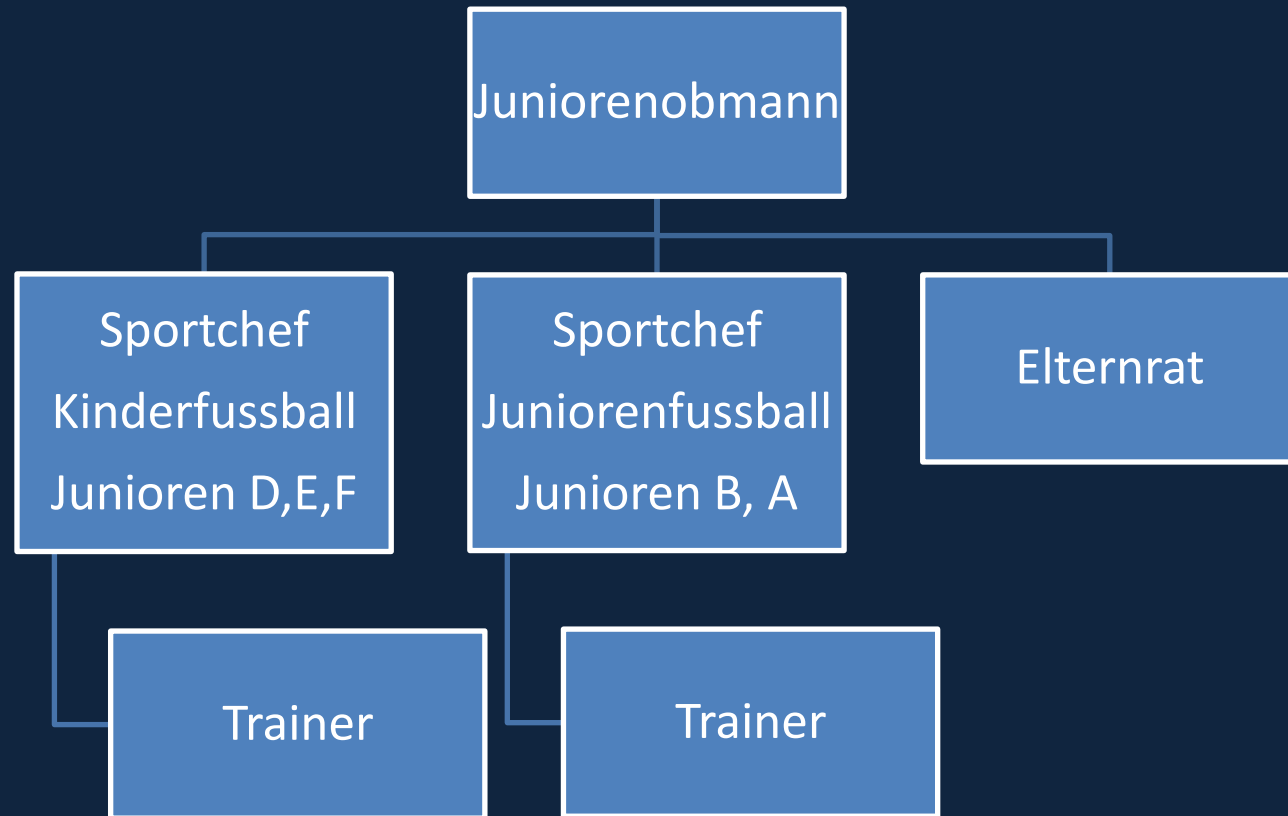 Juniorenobmann
Sportchef
Kinderfussball
Junioren D,E,F
Sportchef
Juniorenfussball
Junioren B, A
Elternrat
Trainer
Trainer